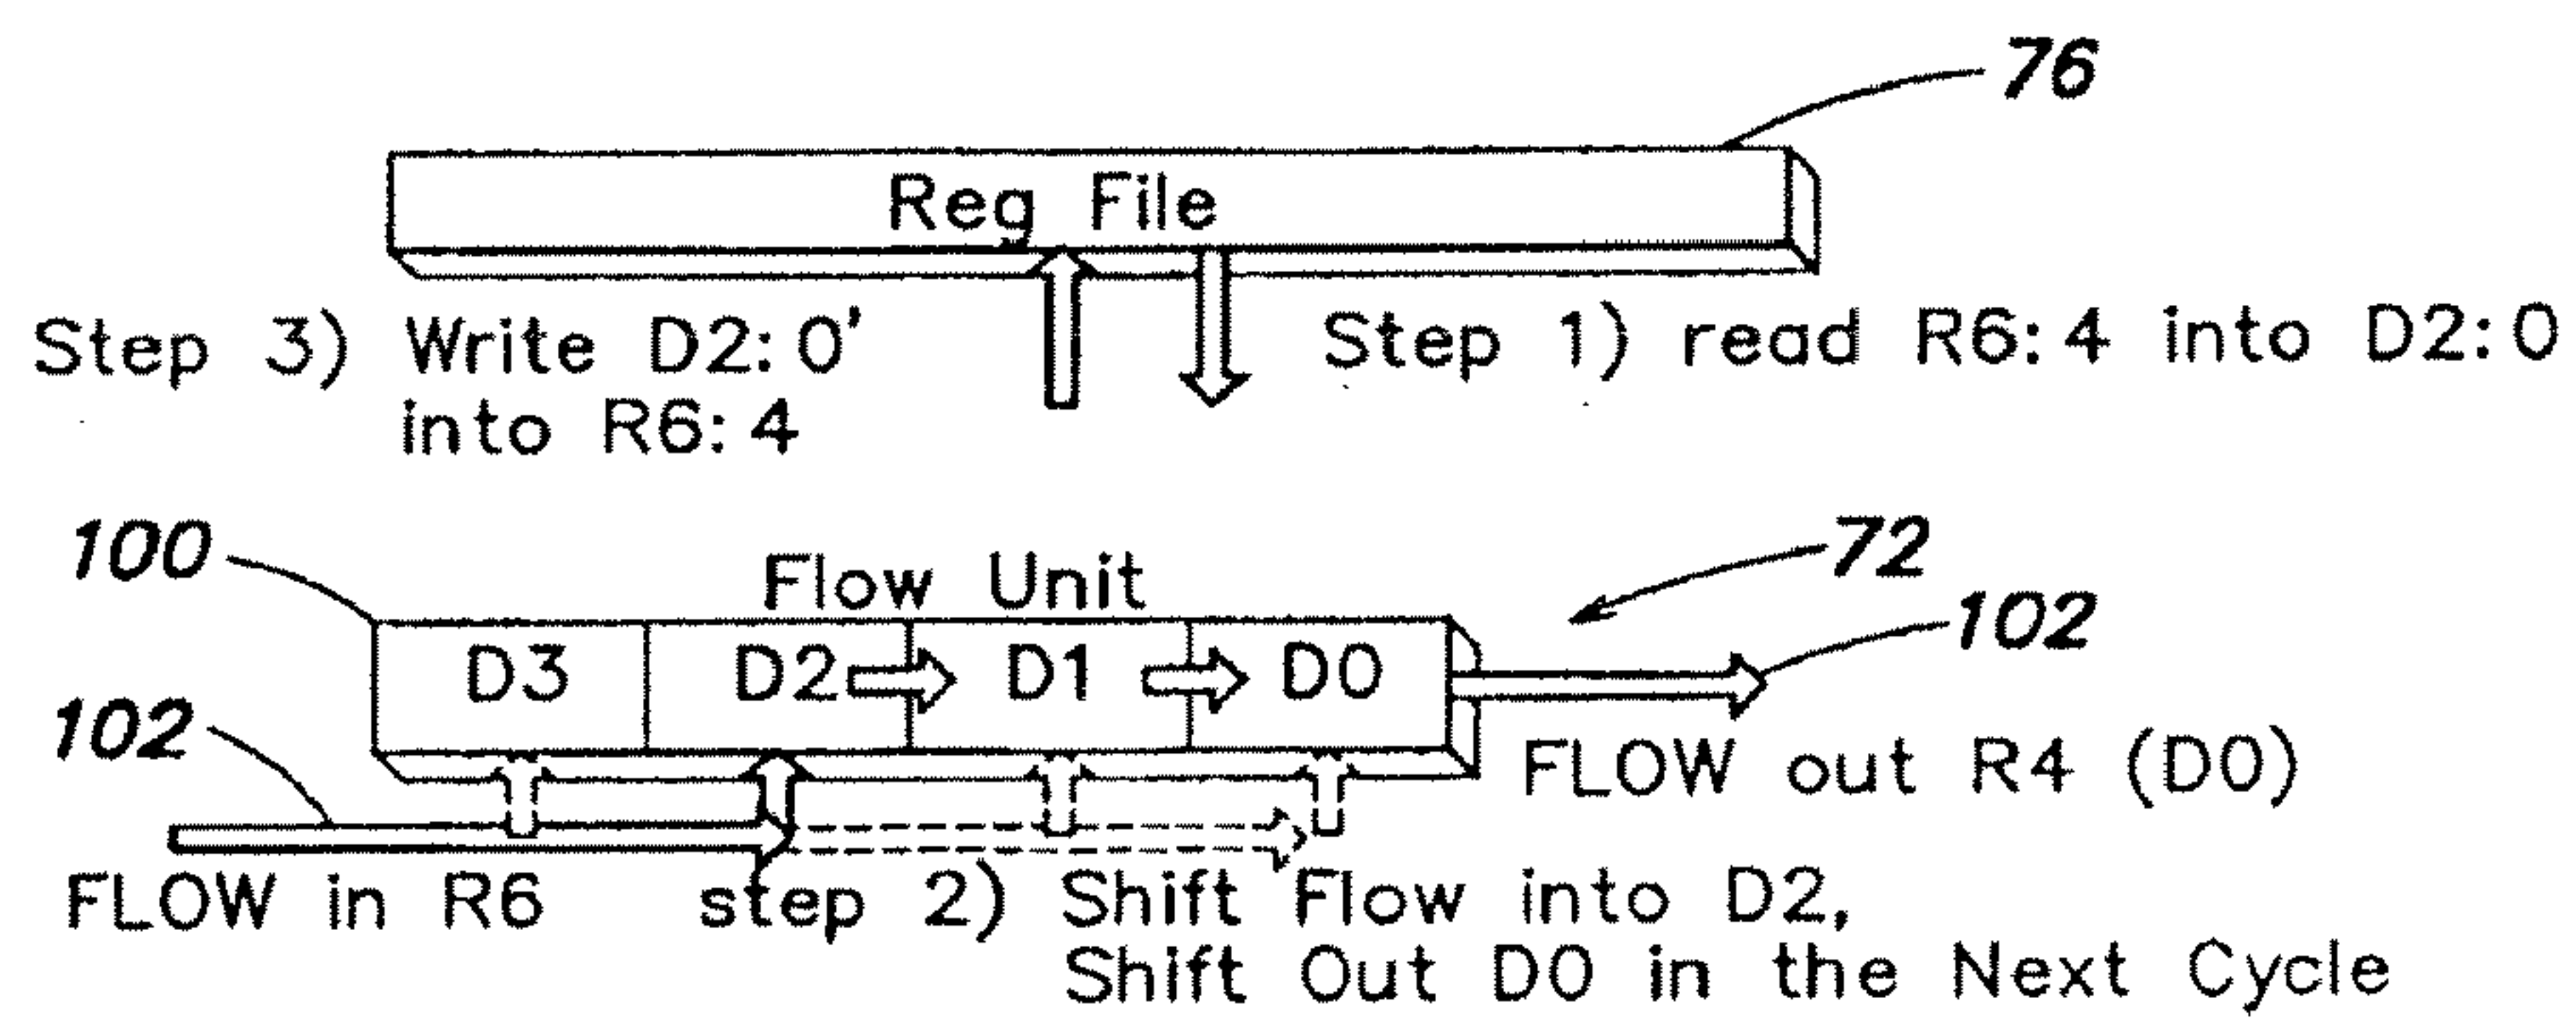 76
Reg File
Step 3) Write D2:0'
into R6:4
Step 1) read R6:4 into D2:0
100
Flow Unit
72
102
D3 D2 D1 D0
102
FLOW out R4 (D0)
FLOW in R6
step 2) Shift Flow into D2,
Shift Out D0 in the Next Cycle